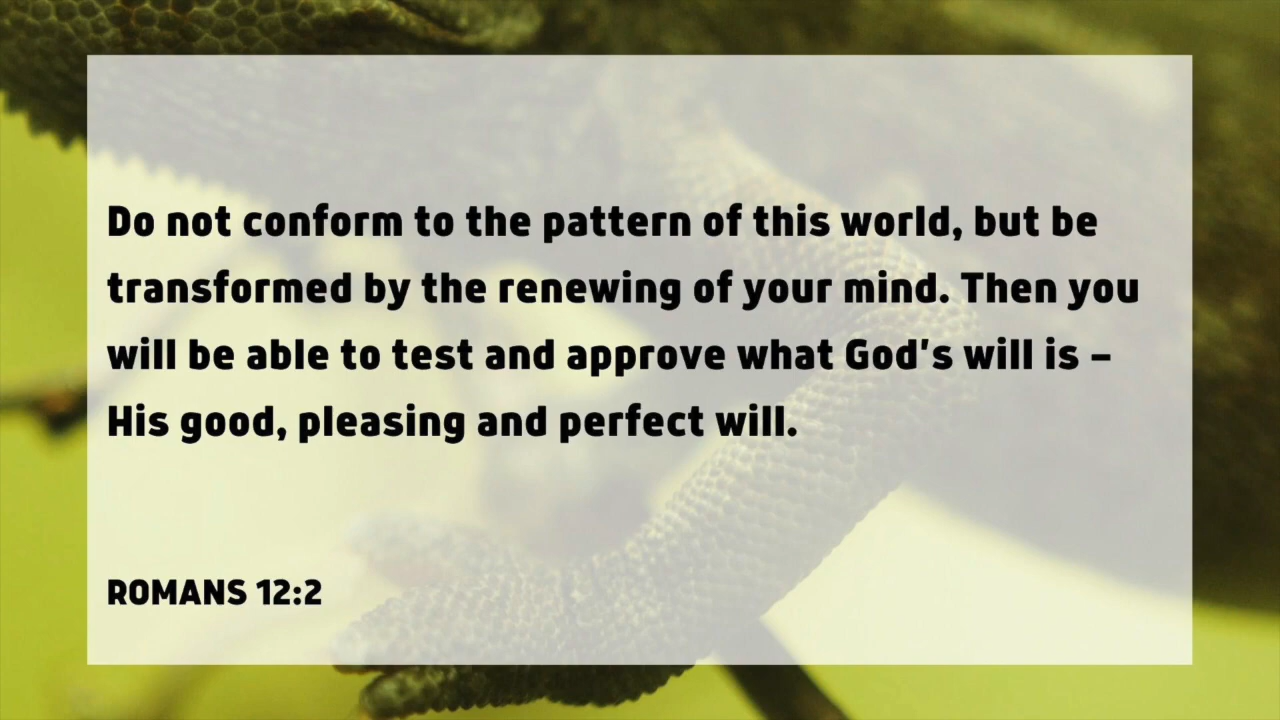 Do not conform to the pattern of this world, but be
transformed by the renewing of your mind. Then you
will be able to test and approve what God's will is –
His good, pleasing and perfect will.
ROMANS 12:2